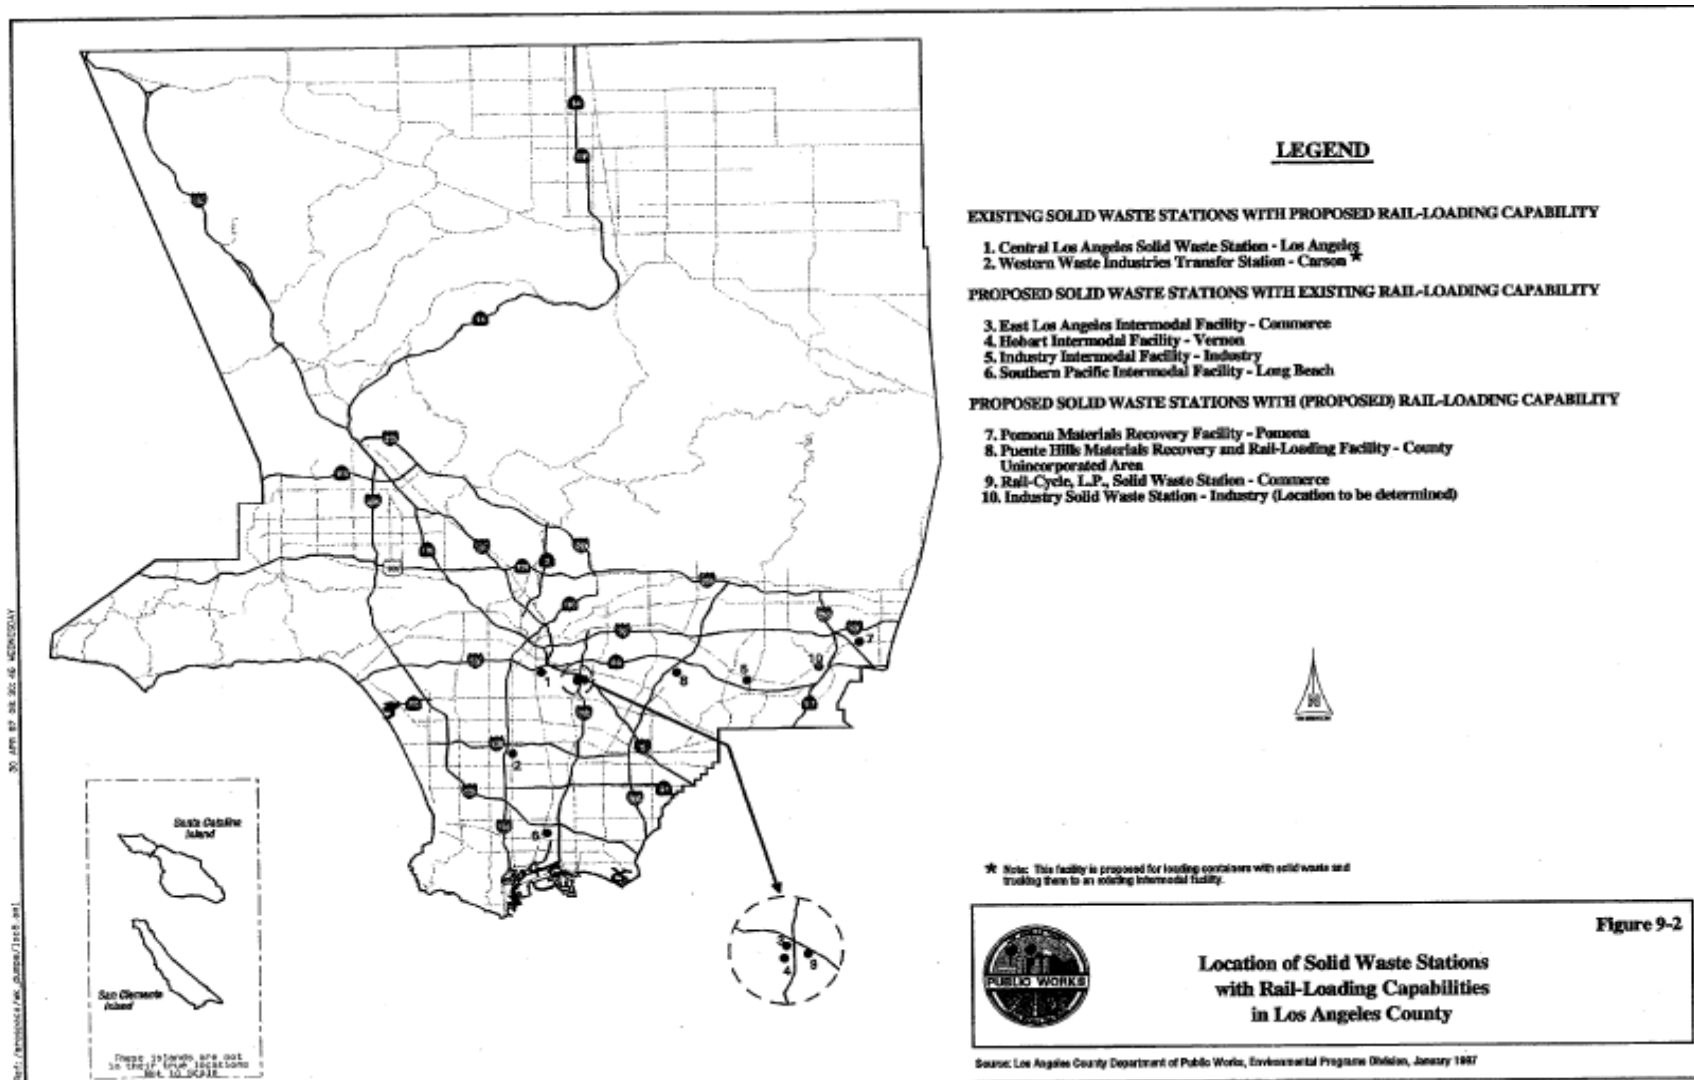 LEGEND
EXISTING SOLID WASTE STATIONS WITH PROPOSED RAIL-LOADING CAPABILITY
1. Central Los Angeles Solid Waste Station - Los Angeles
2. Western Waste Industries Transfer Station - Carson *
PROPOSED SOLID WASTE STATIONS WITH EXISTING RAIL-LOADING CAPABILITY
3. East Los Angeles Intermodal Facility - Commerce
4. Hobart Intermodal Facility - Vernon
5. Industry Intermodal Facility - Industry
6. Southern Pacific Intermodal Facility - Long Beach
PROPOSED SOLID WASTE STATIONS WITH (PROPOSED) RAIL-LOADING CAPABILITY
7. Pomona Materials Recovery Facility - Pomona
8. Puente Hills Materials Recovery and Rail-Loading Facility - County
Unincorporated Area
9. Rail-Cycle, L.P., Solid Waste Station - Commerce
10. Industry Solid Waste Station - Industry (Location to be determined)
7
10
8
1
2
6
4
9
Santa Catalina
Island
San Clemente
Island
These islands are not
in their true locations
Not to scale
* Note: This facility is proposed for loading containers with solid waste and
trucking them to an existing intermodal facility.
Figure 9-2
PUBLIC WORKS
Location of Solid Waste Stations
with Rail-Loading Capabilities
in Los Angeles County
Source: Los Angeles County Department of Public Works, Environmental Programs Division, January 1997